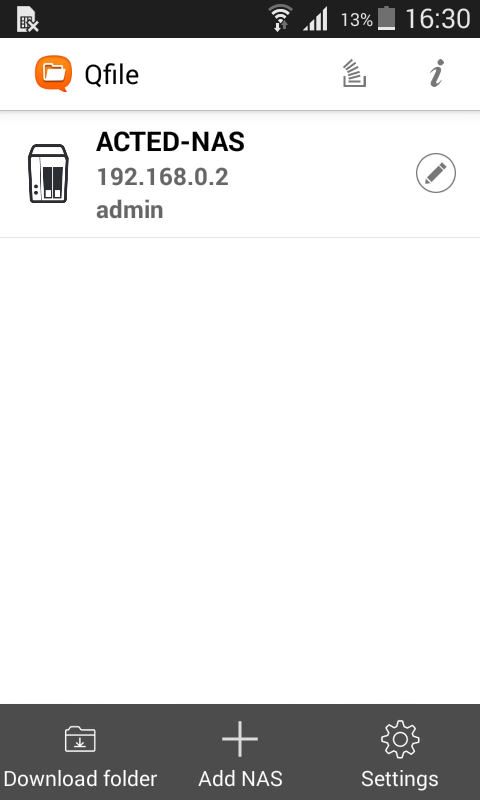 13% 16:30
Qfile
ACTED-NAS
192.168.0.2
admin
Download folder Add NAS Settings